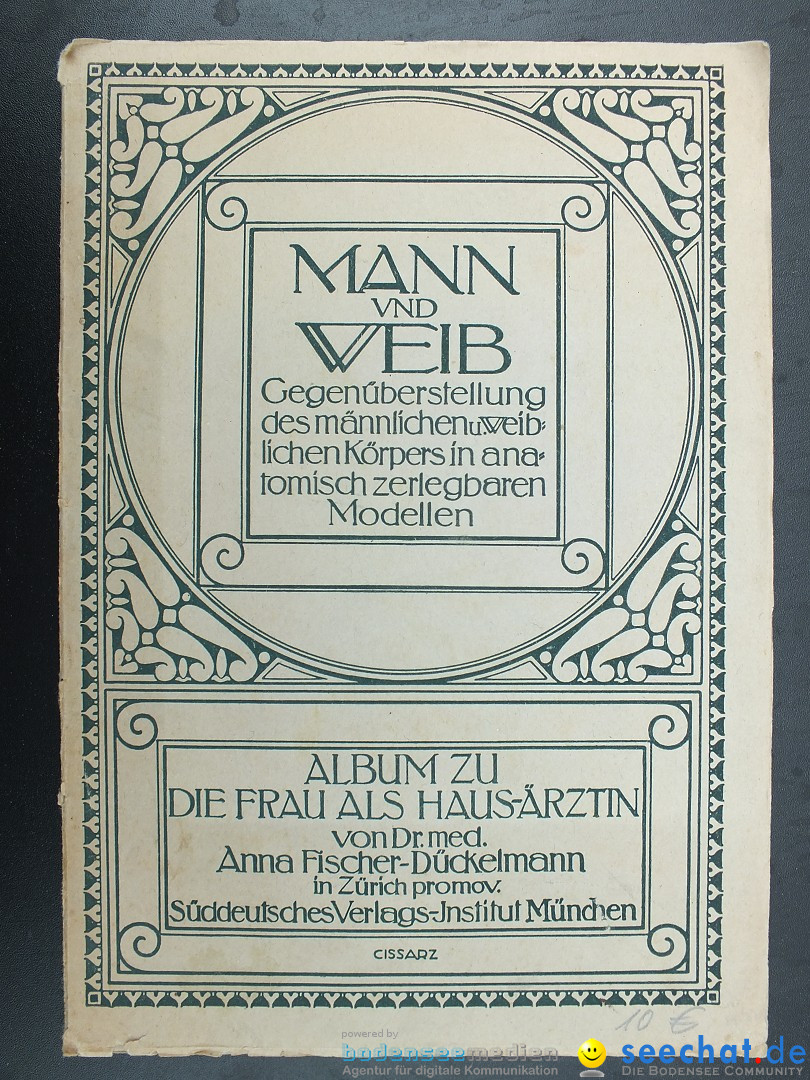 MANN
VND
WEIB
Gegenüberstellung
des männlichen u. weib-
lichen Körpers in ana-
tomisch zerlegbaren
Modellen
ALBUM ZU
DIE FRAU ALS HAUS-ÄRZTIN
von Dr. med.
Anna Fischer-Dückelmann
in Zürich promov.
Süddeutsches Verlags-Institut München
CISSARZ
10 €
powered by
bodenseemedien
Agentur für digitale Kommunikation
seechat.de
DIE BODENSEE COMMUNITY